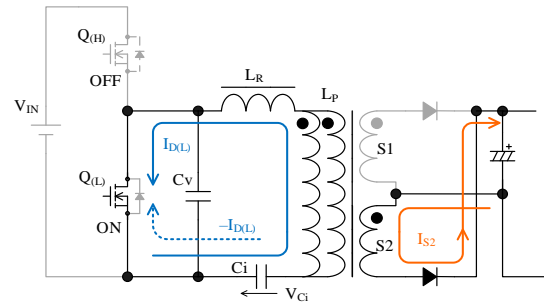 Q(H)
OFF
LR
LP
VIN
ID(L)
S1
Q(L)
Cv
ON
–ID(L)
S2
IS2
Ci
VCi
+